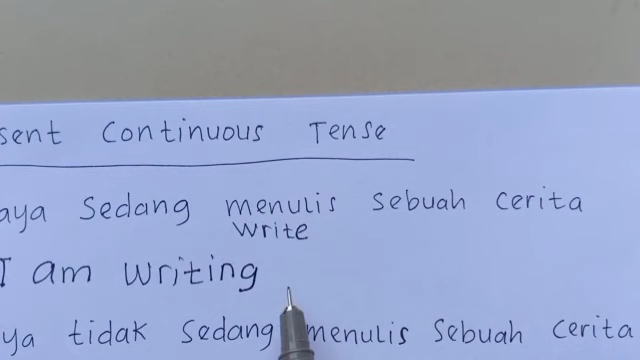 sent Continuous Tense
aya sedang menulis sebuah cerita
write
I am writing
ya tidak sedang menulis sebuah cerita